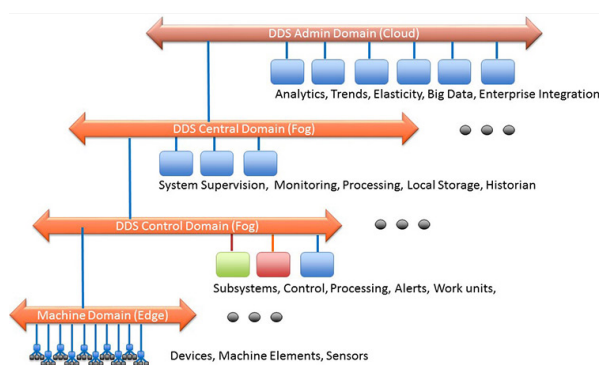 DDS Admin Domain (Cloud)
Analytics, Trends, Elasticity, Big Data, Enterprise Integration
DDS Central Domain (Fog)
System Supervision, Monitoring, Processing, Local Storage, Historian
DDS Control Domain (Fog)
Subsystems, Control, Processing, Alerts, Work units,
Machine Domain (Edge)
Devices, Machine Elements, Sensors